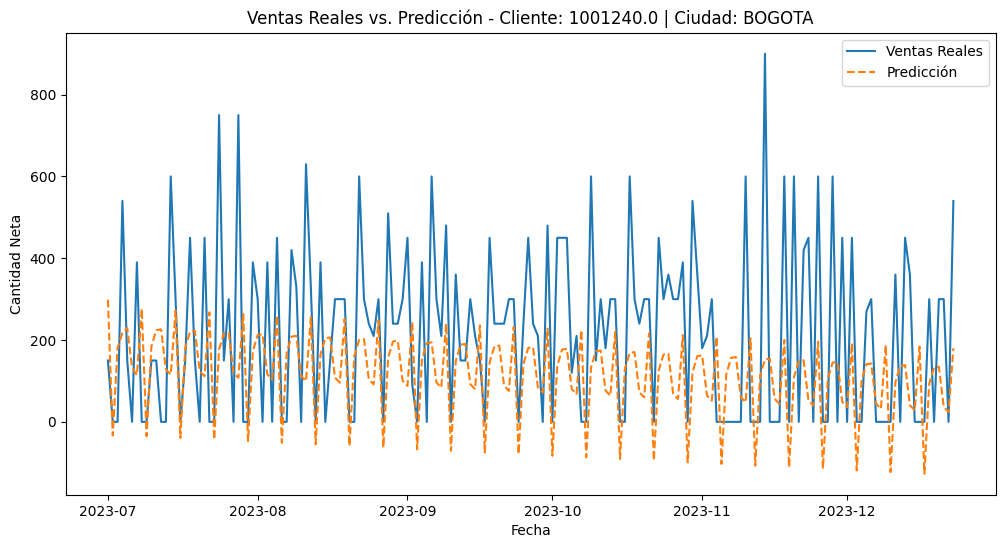 Ventas Reales vs. Predicción - Cliente: 1001240.0 | Ciudad: BOGOTA
Ventas Reales
Predicción
Cantidad Neta
800
600
400
200
0
2023-07
2023-08
2023-09
2023-10
2023-11
2023-12
Fecha